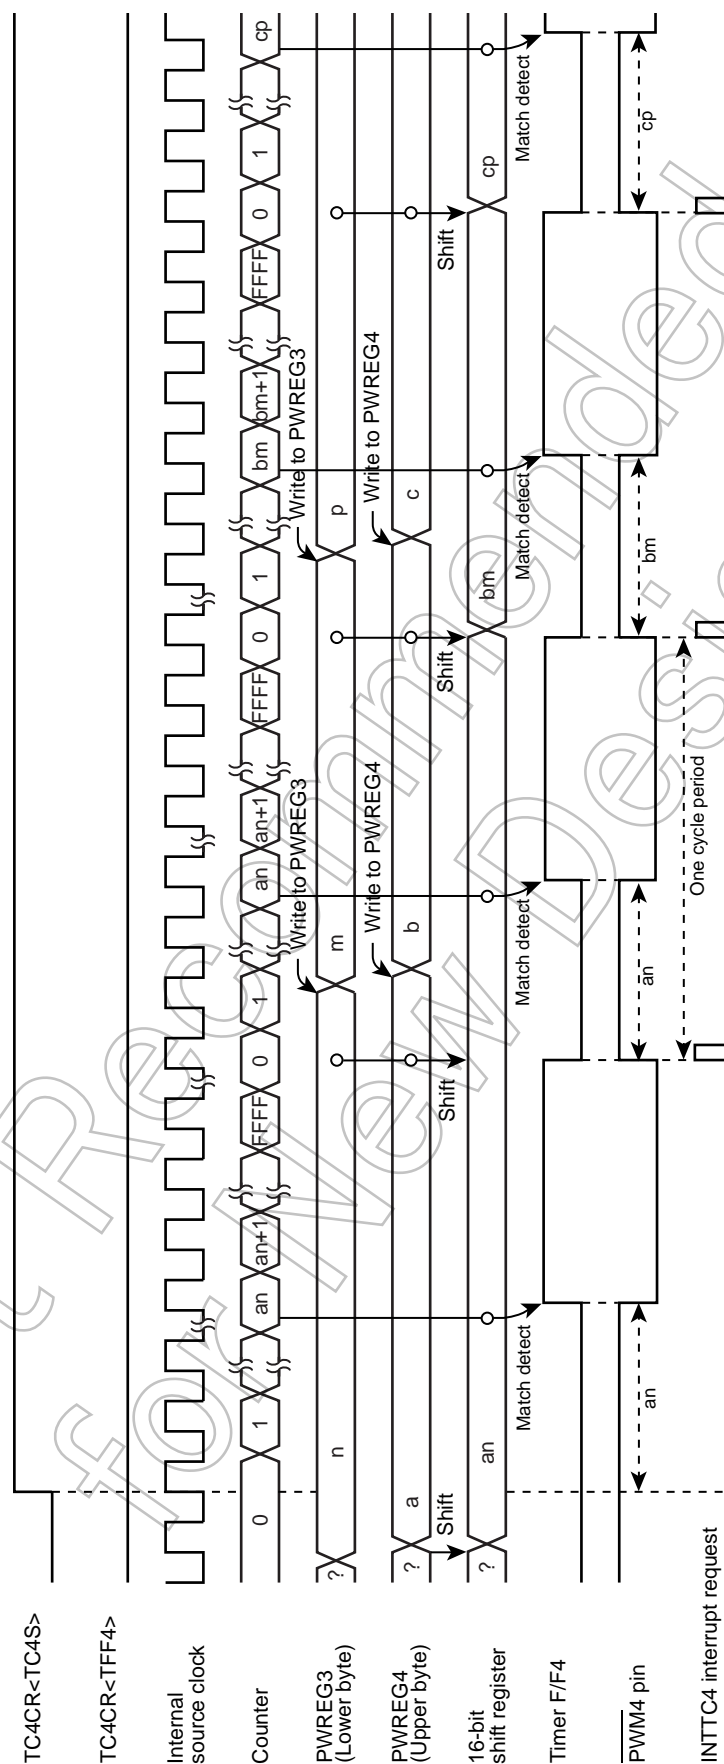 TC4CR<TC4S>
TC4CR<TFF4>
Internal
source clock
Counter
0 1 an an+1 FFFF 0 1 an an+1 FFFF 0 1 bm bm+1 FFFF 0 1 cp
Write to PWREG3 Write to PWREG3
PWREG3
(Lower byte)
? n m p
Write to PWREG4 Write to PWREG4
PWREG4
(Upper byte)
? a b c
Shift Shift Shift Shift
16-bit
shift register
? an bm cp
Match detect Match detect Match detect Match detect
Timer F/F4
PWM4 pin
an an bm cp
One cycle period
INTTC4 interrupt request
t Recommended
for New Desi